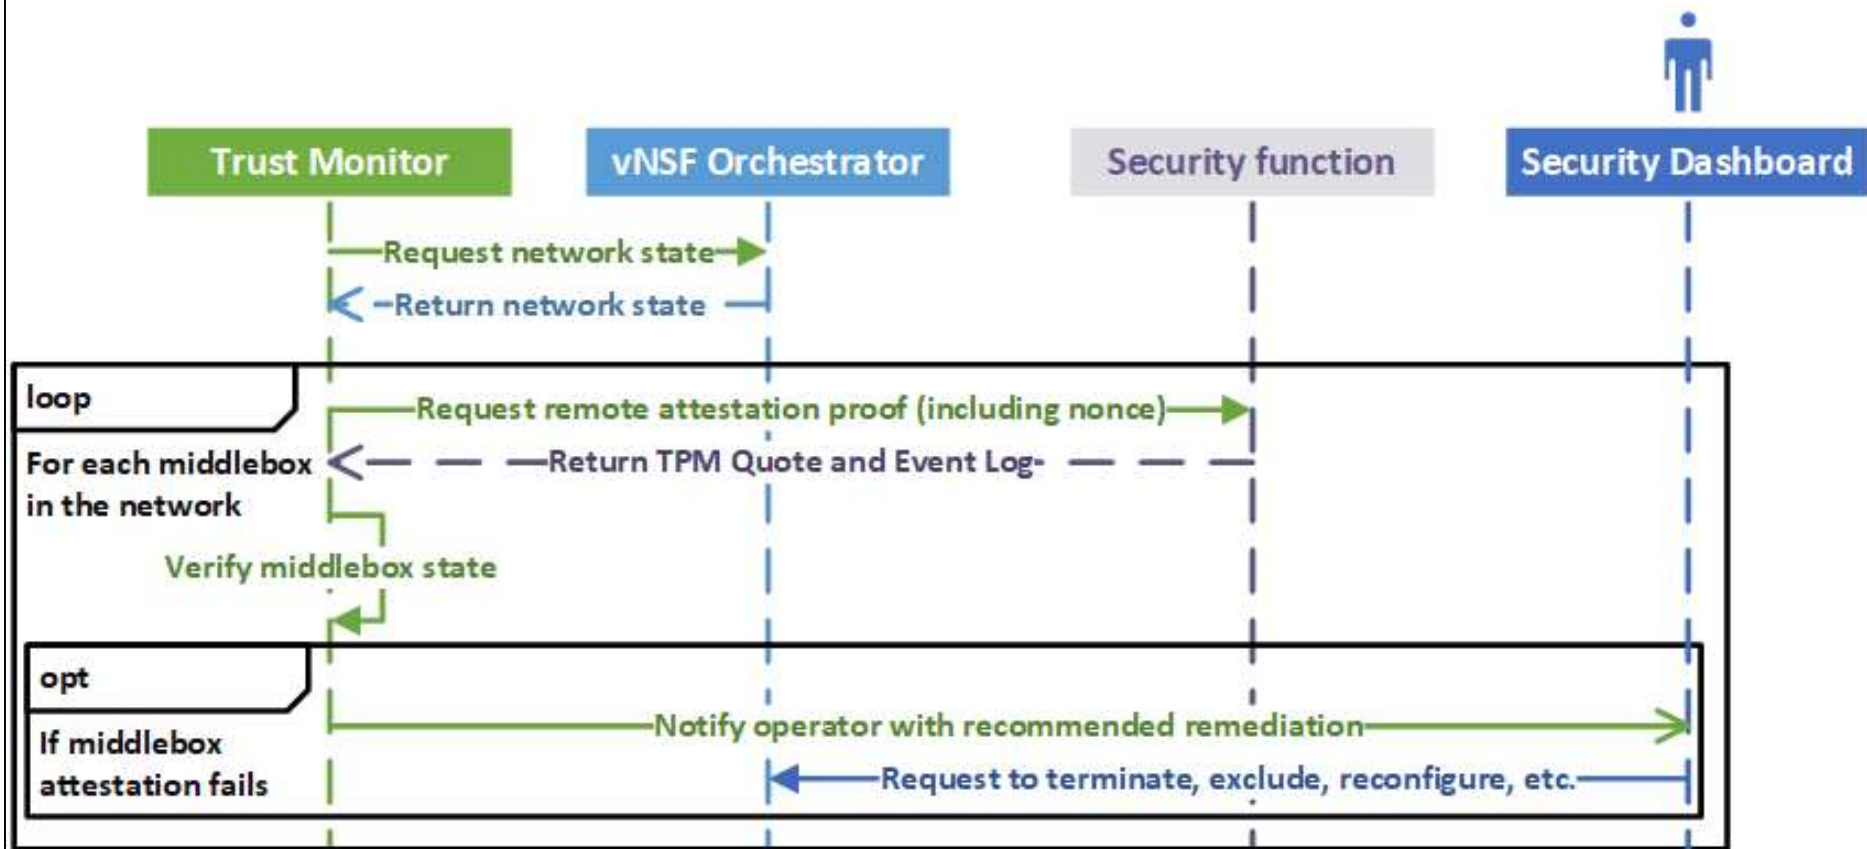 Trust Monitor
vNSF Orchestrator
Security function
Security Dashboard
Request network state
Return network state
loop
Request remote attestation proof (including nonce)
For each middlebox
in the network
Return TPM Quote and Event Log
Verify middlebox state
opt
Notify operator with recommended remediation
If middlebox
attestation fails
Request to terminate, exclude, reconfigure, etc.